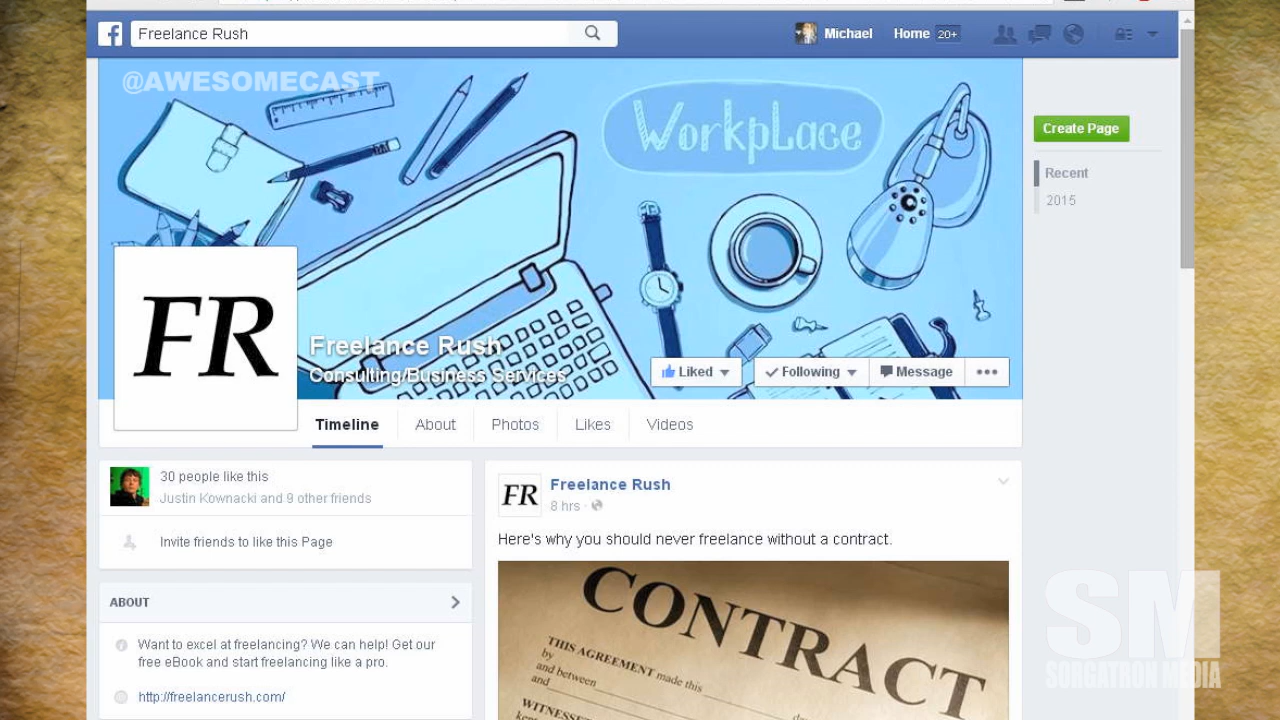 Freelance Rush
Michael
Home 20+
@AWESOMECAST
WorkpLace
Create Page
Recent
2015
FR
Freelance Rush
Consulting/Business Services
Liked
Following
Message
Timeline
About
Photos
Likes
Videos
30 people like this
Justin Kownacki and 9 other friends
Invite friends to like this Page
ABOUT
Want to excel at freelancing? We can help! Get our
free eBook and start freelancing like a pro.
http://freelancerush.com/
FR
Freelance Rush
8 hrs ·
Here's why you should never freelance without a contract.
CONTRACT
THIS AGREEMENT made this
by
and between
and
SM
SORGATRON MEDIA